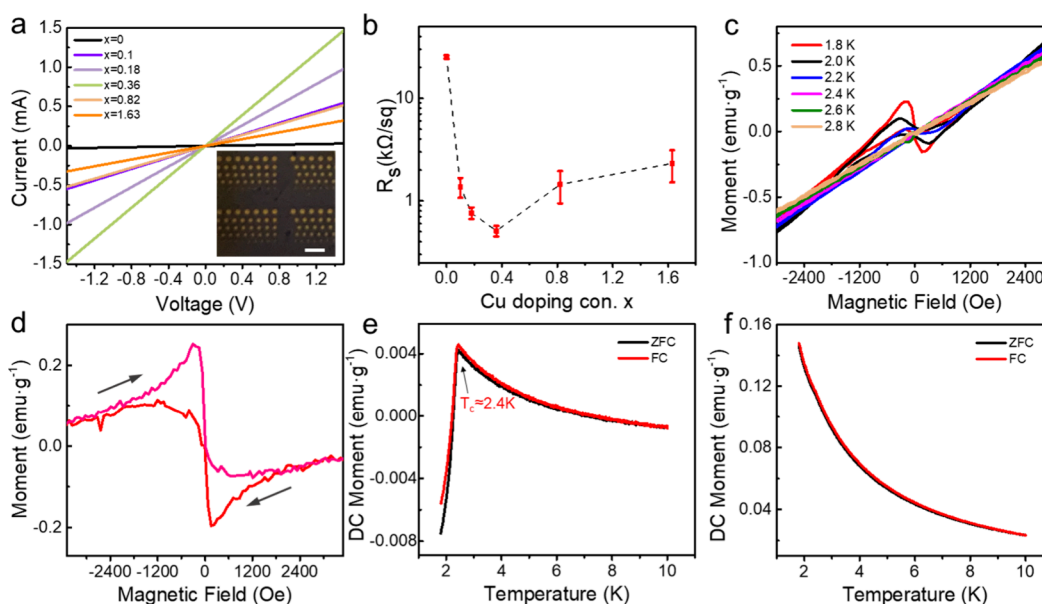 a
x=0
x=0.1
x=0.18
x=0.36
x=0.82
x=1.63
1.5
1.0
0.5
0.0
-0.5
-1.0
-1.5
Current (mA)
-1.2 -0.6 0.0 0.6 1.2
Voltage (V)
b
10
1
Rs(kΩ/sq)
0.0 0.4 0.8 1.2 1.6
Cu doping con. x
c
1.8 K
2.0 K
2.2 K
2.4 K
2.6 K
2.8 K
1.0
0.5
0.0
-0.5
-1.0
Moment (emu·g⁻¹)
-2400 -1200 0 1200 2400
Magnetic Field (Oe)
d
0.2
0.0
-0.2
Moment (emu·g⁻¹)
-2400 -1200 0 1200 2400
Magnetic Field (Oe)
e
ZFC
FC
Tc≈2.4K
0.004
0.000
-0.004
-0.008
DC Moment (emu·g⁻¹)
2 4 6 8 10
Temperature (K)
f
ZFC
FC
0.16
0.12
0.08
0.04
DC Moment (emu·g⁻¹)
2 4 6 8 10
Temperature (K)